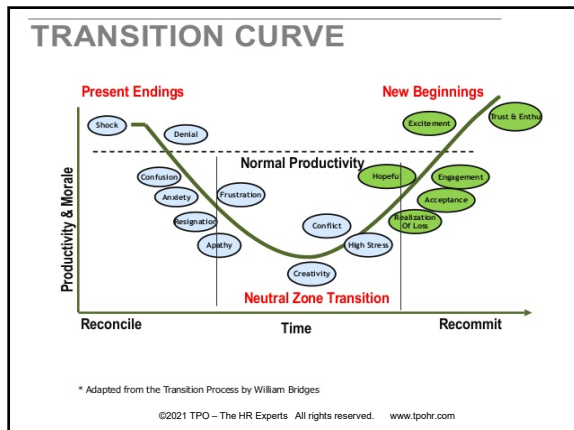 TRANSITION CURVE
Present Endings
New Beginnings
Shock
Denial
Excitement
Trust & Enthu
Normal Productivity
Confusion
Anxiety
Frustration
Resignation
Apathy
Hopeful
Engagement
Acceptance
Realization
Of Loss
Conflict
High Stress
Creativity
Productivity & Morale
Neutral Zone Transition
Reconcile
Time
Recommit
* Adapted from the Transition Process by William Bridges
©2021 TPO – The HR Experts All rights reserved. www.tpohr.com